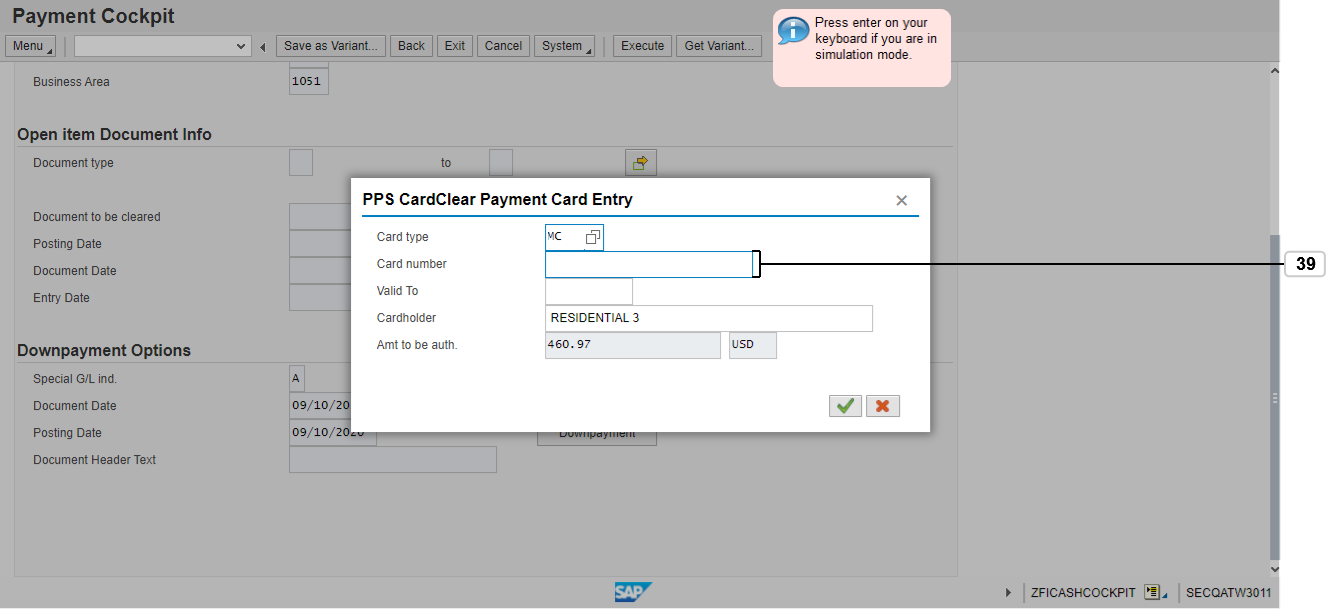 Payment Cockpit
Press enter on your
keyboard if you are in
simulation mode.
Menu
Save as Variant...
Back
Exit
Cancel
System
Execute
Get Variant...
Business Area
1051
Open item Document Info
Document type
to
PPS CardClear Payment Card Entry
Card type
MC
Card number
39
Valid To
Cardholder
RESIDENTIAL 3
Amt to be auth.
460.97
USD
Document to be cleared
Posting Date
Document Date
Entry Date
Downpayment Options
Special G/L ind.
A
Document Date
09/10/20
Posting Date
09/10/2020
Downpayment
Document Header Text
SAP
ZFICASHCOCKPIT
SECQATW3011